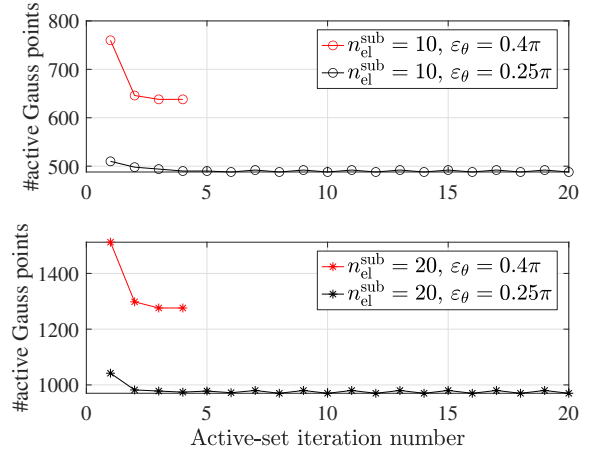 800
700
600
500
#active Gauss points
n_el^sub = 10, ε_θ = 0.4π
n_el^sub = 10, ε_θ = 0.25π
0 5 10 15 20
1400
1200
1000
#active Gauss points
n_el^sub = 20, ε_θ = 0.4π
n_el^sub = 20, ε_θ = 0.25π
0 5 10 15 20
Active-set iteration number